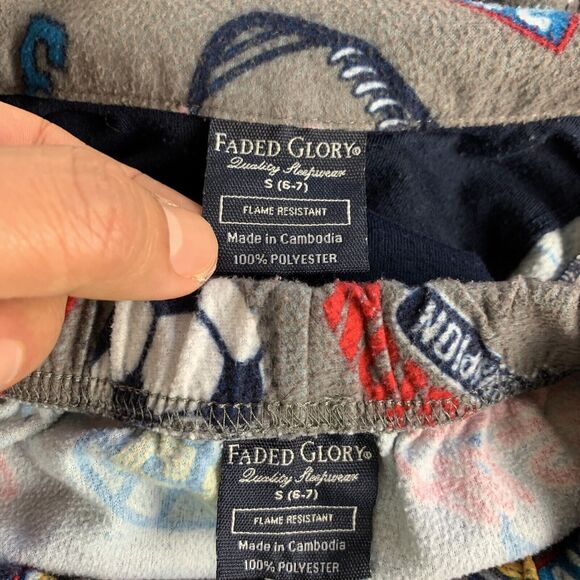 C
FADED GLORY®
Quality Sleepwear
S (6-7)
FLAME RESISTANT
Made in Cambodia
100% POLYESTER
PION
FADED GLORY®
Quality Sleepwear
S (6-7)
FLAME RESISTANT
Made in Cambodia
100% POLYESTER